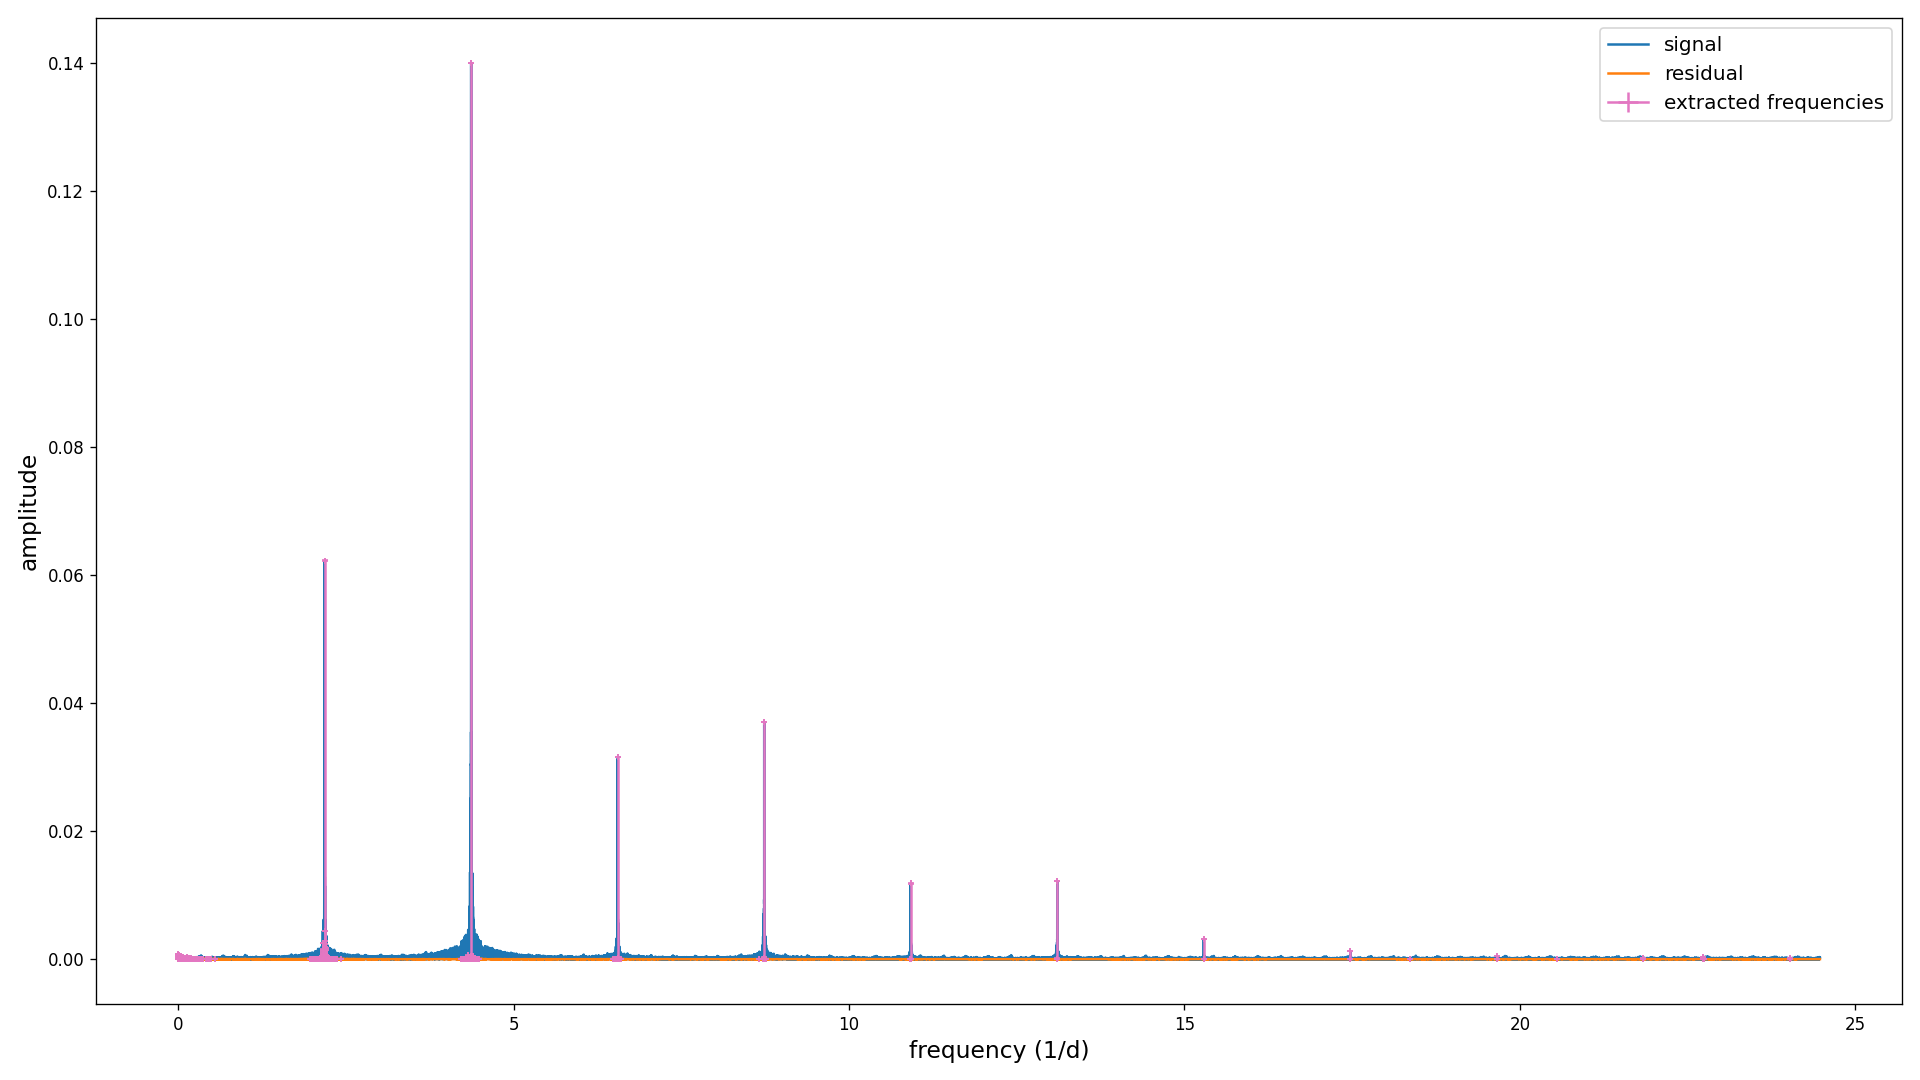 signal
residual
extracted frequencies
0.14
0.12
0.10
0.08
0.06
0.04
0.02
0.00
amplitude
0 5 10 15 20 25
frequency (1/d)